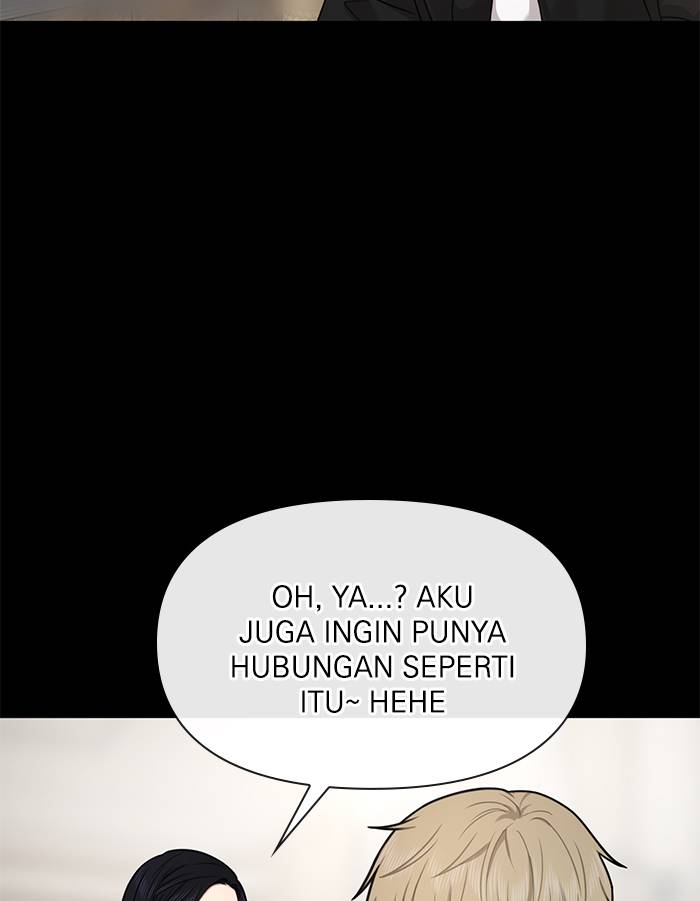 OH, YA...? AKU
JUGA INGIN PUNYA
HUBUNGAN SEPERTI
ITU~ HEHE